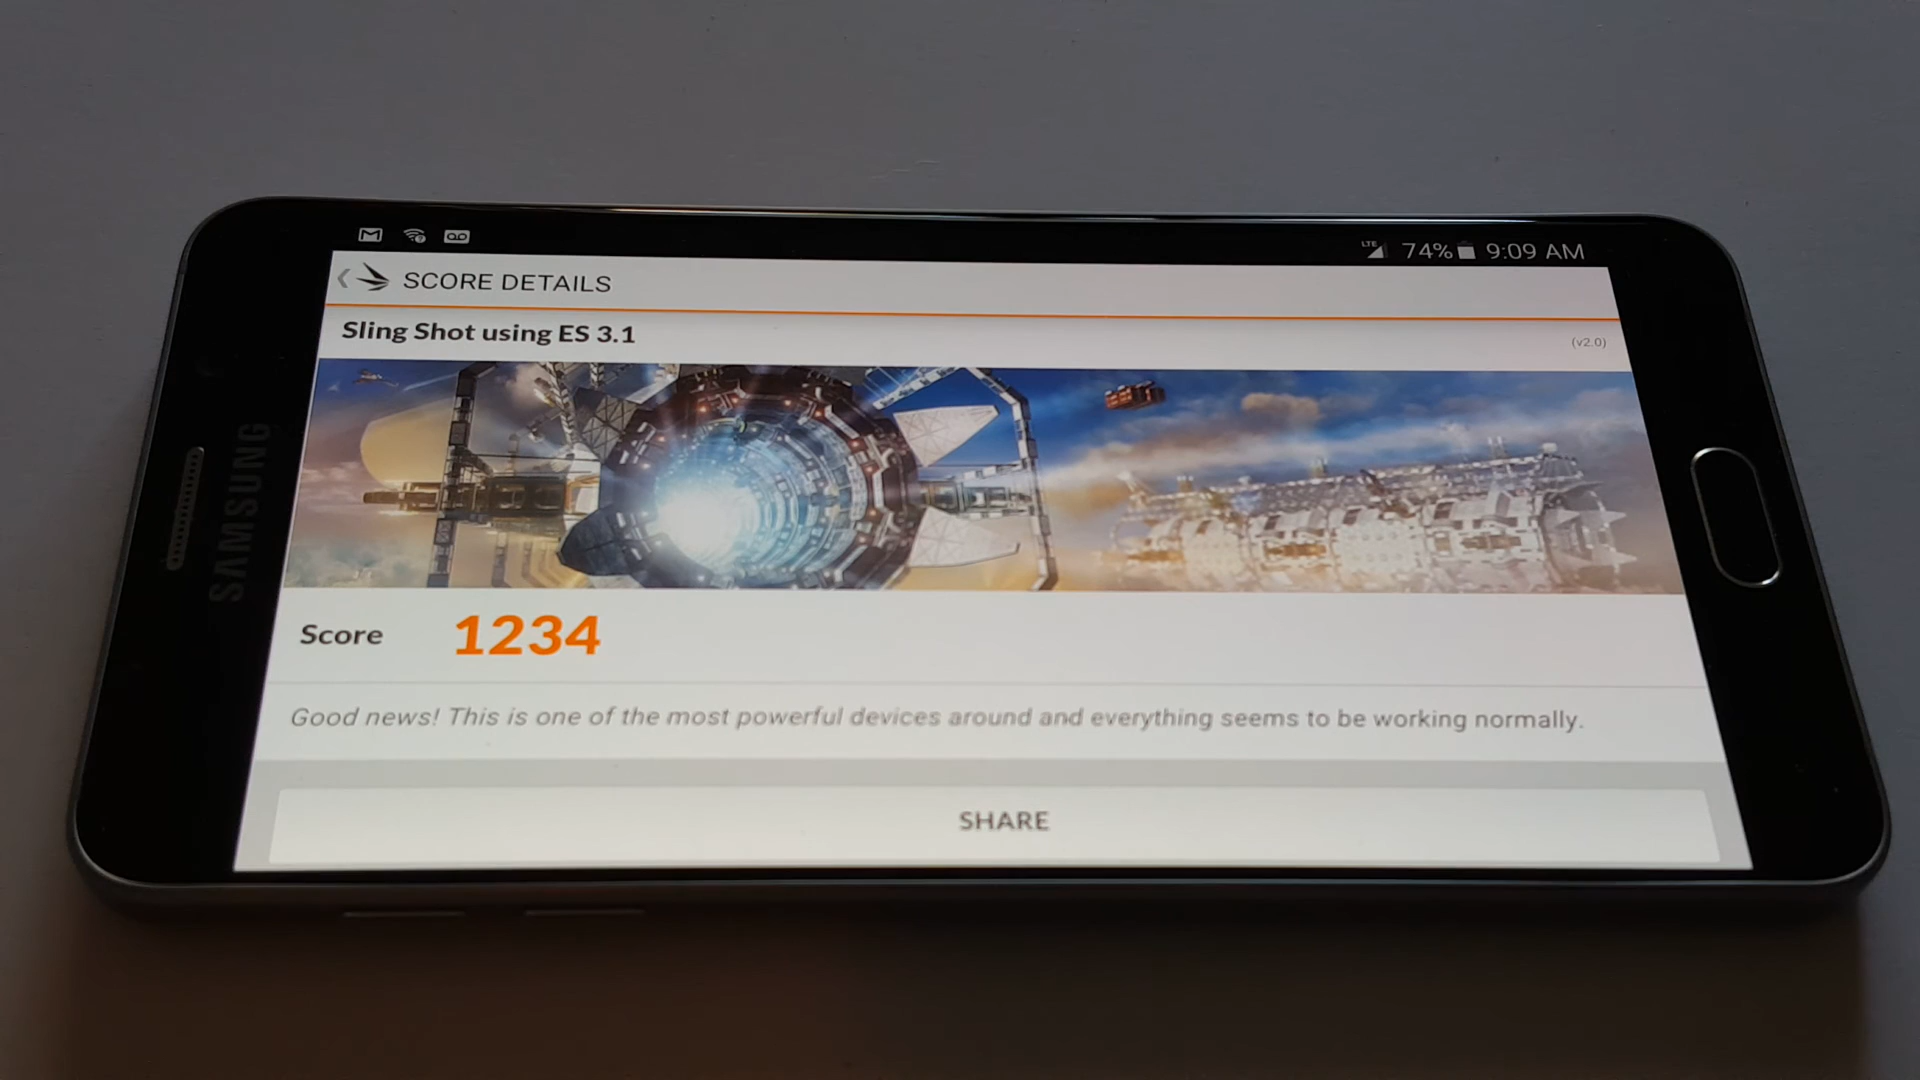 LTE 74% 9:09 AM
SCORE DETAILS
Sling Shot using ES 3.1
(v2.0)
SAMSUNG
Score 1234
Good news! This is one of the most powerful devices around and everything seems to be working normally.
SHARE